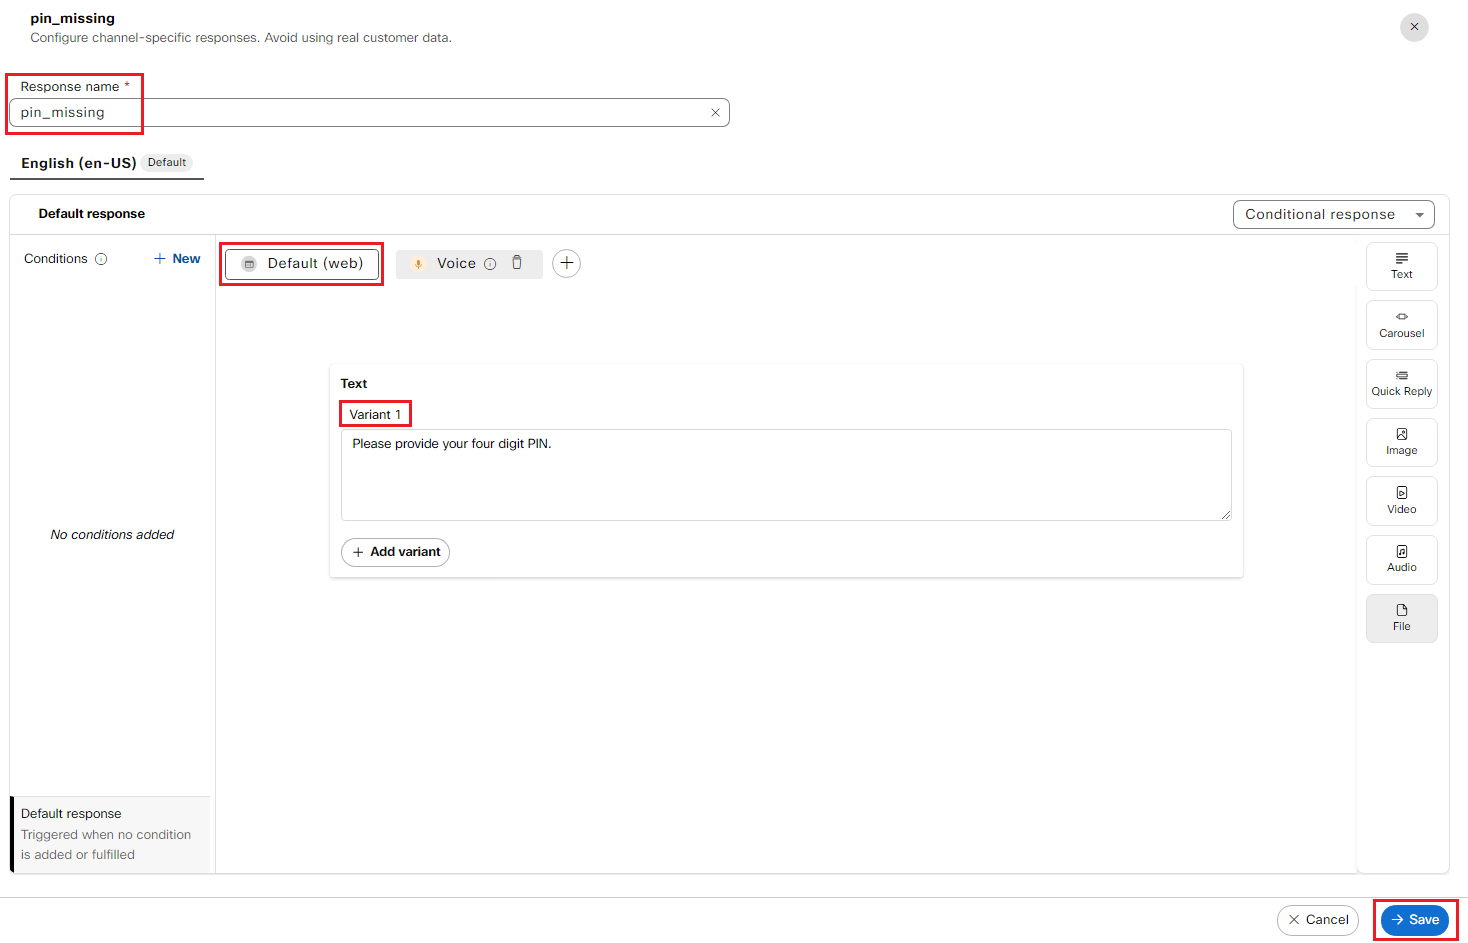 pin_missing
Configure channel-specific responses. Avoid using real customer data.
Response name *
pin_missing
English (en-US) Default
Default response
Conditional response
Conditions
+ New
Default (web)
Voice
Text
Variant 1
Please provide your four digit PIN.
+ Add variant
No conditions added
Default response
Triggered when no condition
is added or fulfilled
Text
Carousel
Quick Reply
Image
Video
Audio
File
Cancel
Save